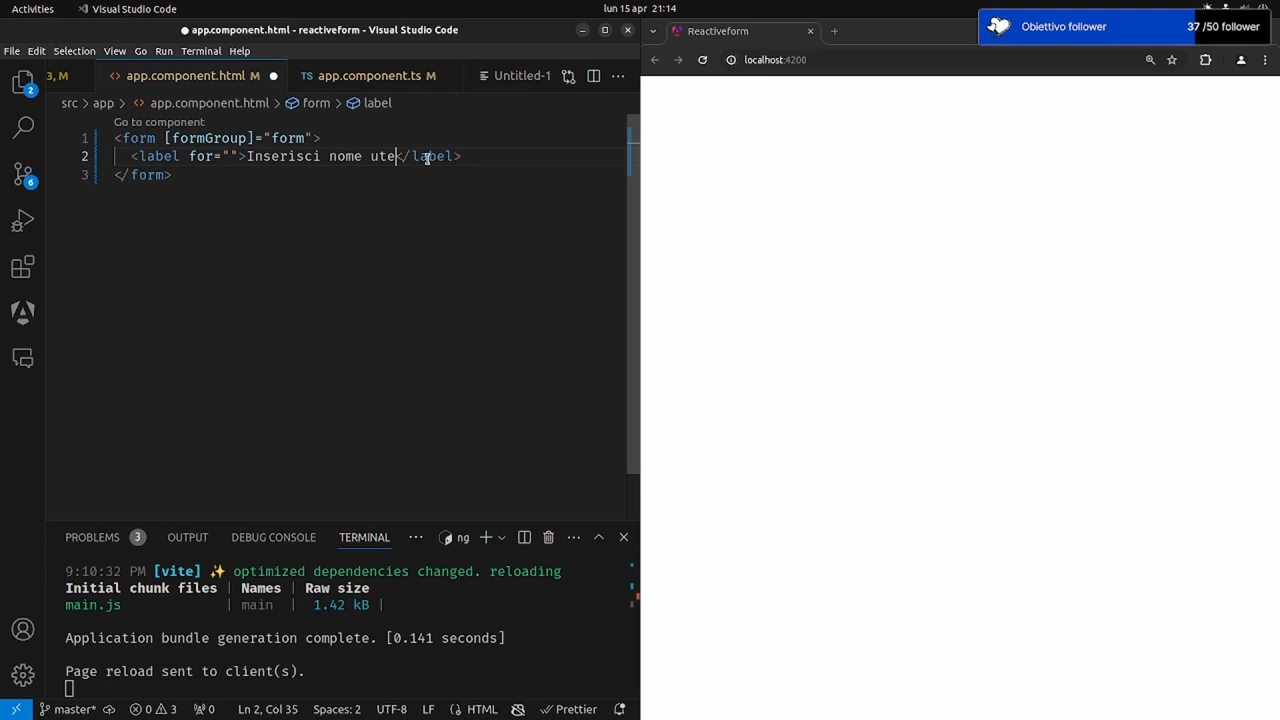 Activities
Visual Studio Code
lun 15 apr 21:14
Obiettivo follower
37 /50 follower
app.component.html - reactiveform - Visual Studio Code
File Edit Selection View Go Run Terminal Help
3, M
app.component.html M
app.component.ts M
Untitled-1
src > app > app.component.html > form > label
Go to component
1 <form [formGroup]="form">
2 <label for="">Inserisci nome ute</label>
3 </form>
2
6
Reactiveform
localhost:4200
PROBLEMS 3 OUTPUT DEBUG CONSOLE TERMINAL ng
9:10:32 PM [vite] ✨ optimized dependencies changed. reloading
Initial chunk files | Names | Raw size
main.js | main | 1.42 kB |
Application bundle generation complete. [0.141 seconds]
Page reload sent to client(s).
master* 0 3 0 Ln 2, Col 35 Spaces: 2 UTF-8 LF HTML Prettier